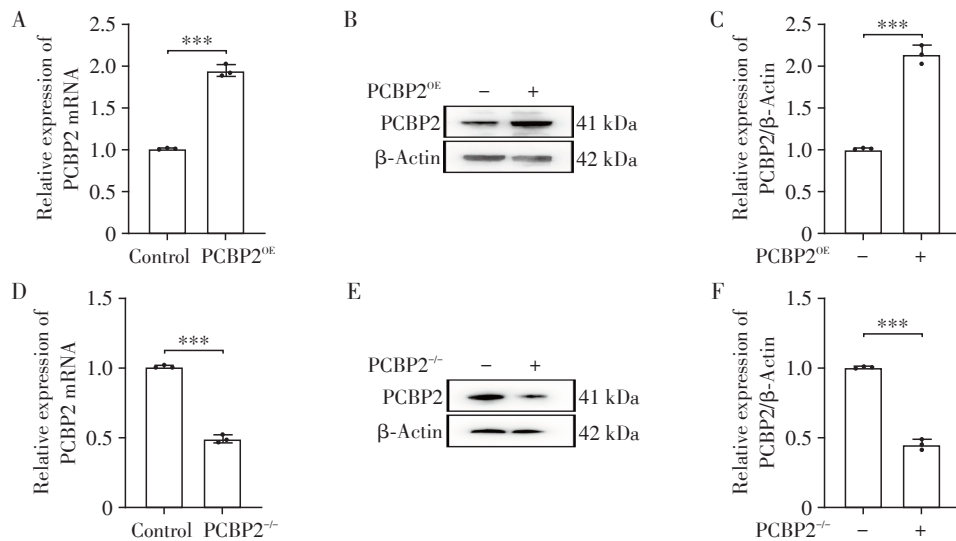 A
Relative expression of
PCBP2 mRNA
2.5
2.0
1.5
1.0
0.5
0
***
Control PCBP2ᴼᴱ
B
PCBP2ᴼᴱ − +
PCBP2 41 kDa
β-Actin 42 kDa
C
Relative expression of
PCBP2/β-Actin
2.5
2.0
1.5
1.0
0.5
0
***
PCBP2ᴼᴱ − +
D
Relative expression of
PCBP2 mRNA
1.5
1.0
0.5
0
***
Control PCBP2⁻/⁻
E
PCBP2⁻/⁻ − +
PCBP2 41 kDa
β-Actin 42 kDa
F
Relative expression of
PCBP2/β-Actin
1.5
1.0
0.5
0
***
PCBP2⁻/⁻ − +